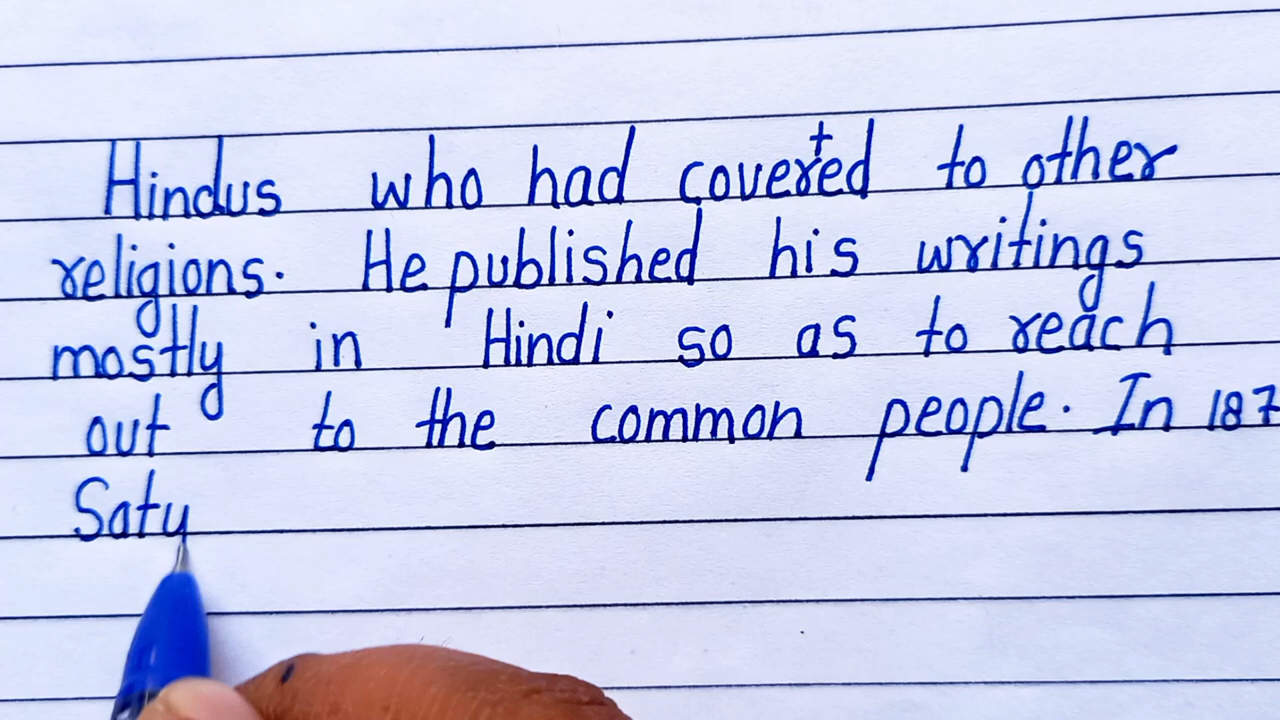 Hindus who had coverted to other
religions. He published his writings
mostly in Hindi so as to reach
out to the common people. In 187
Saty